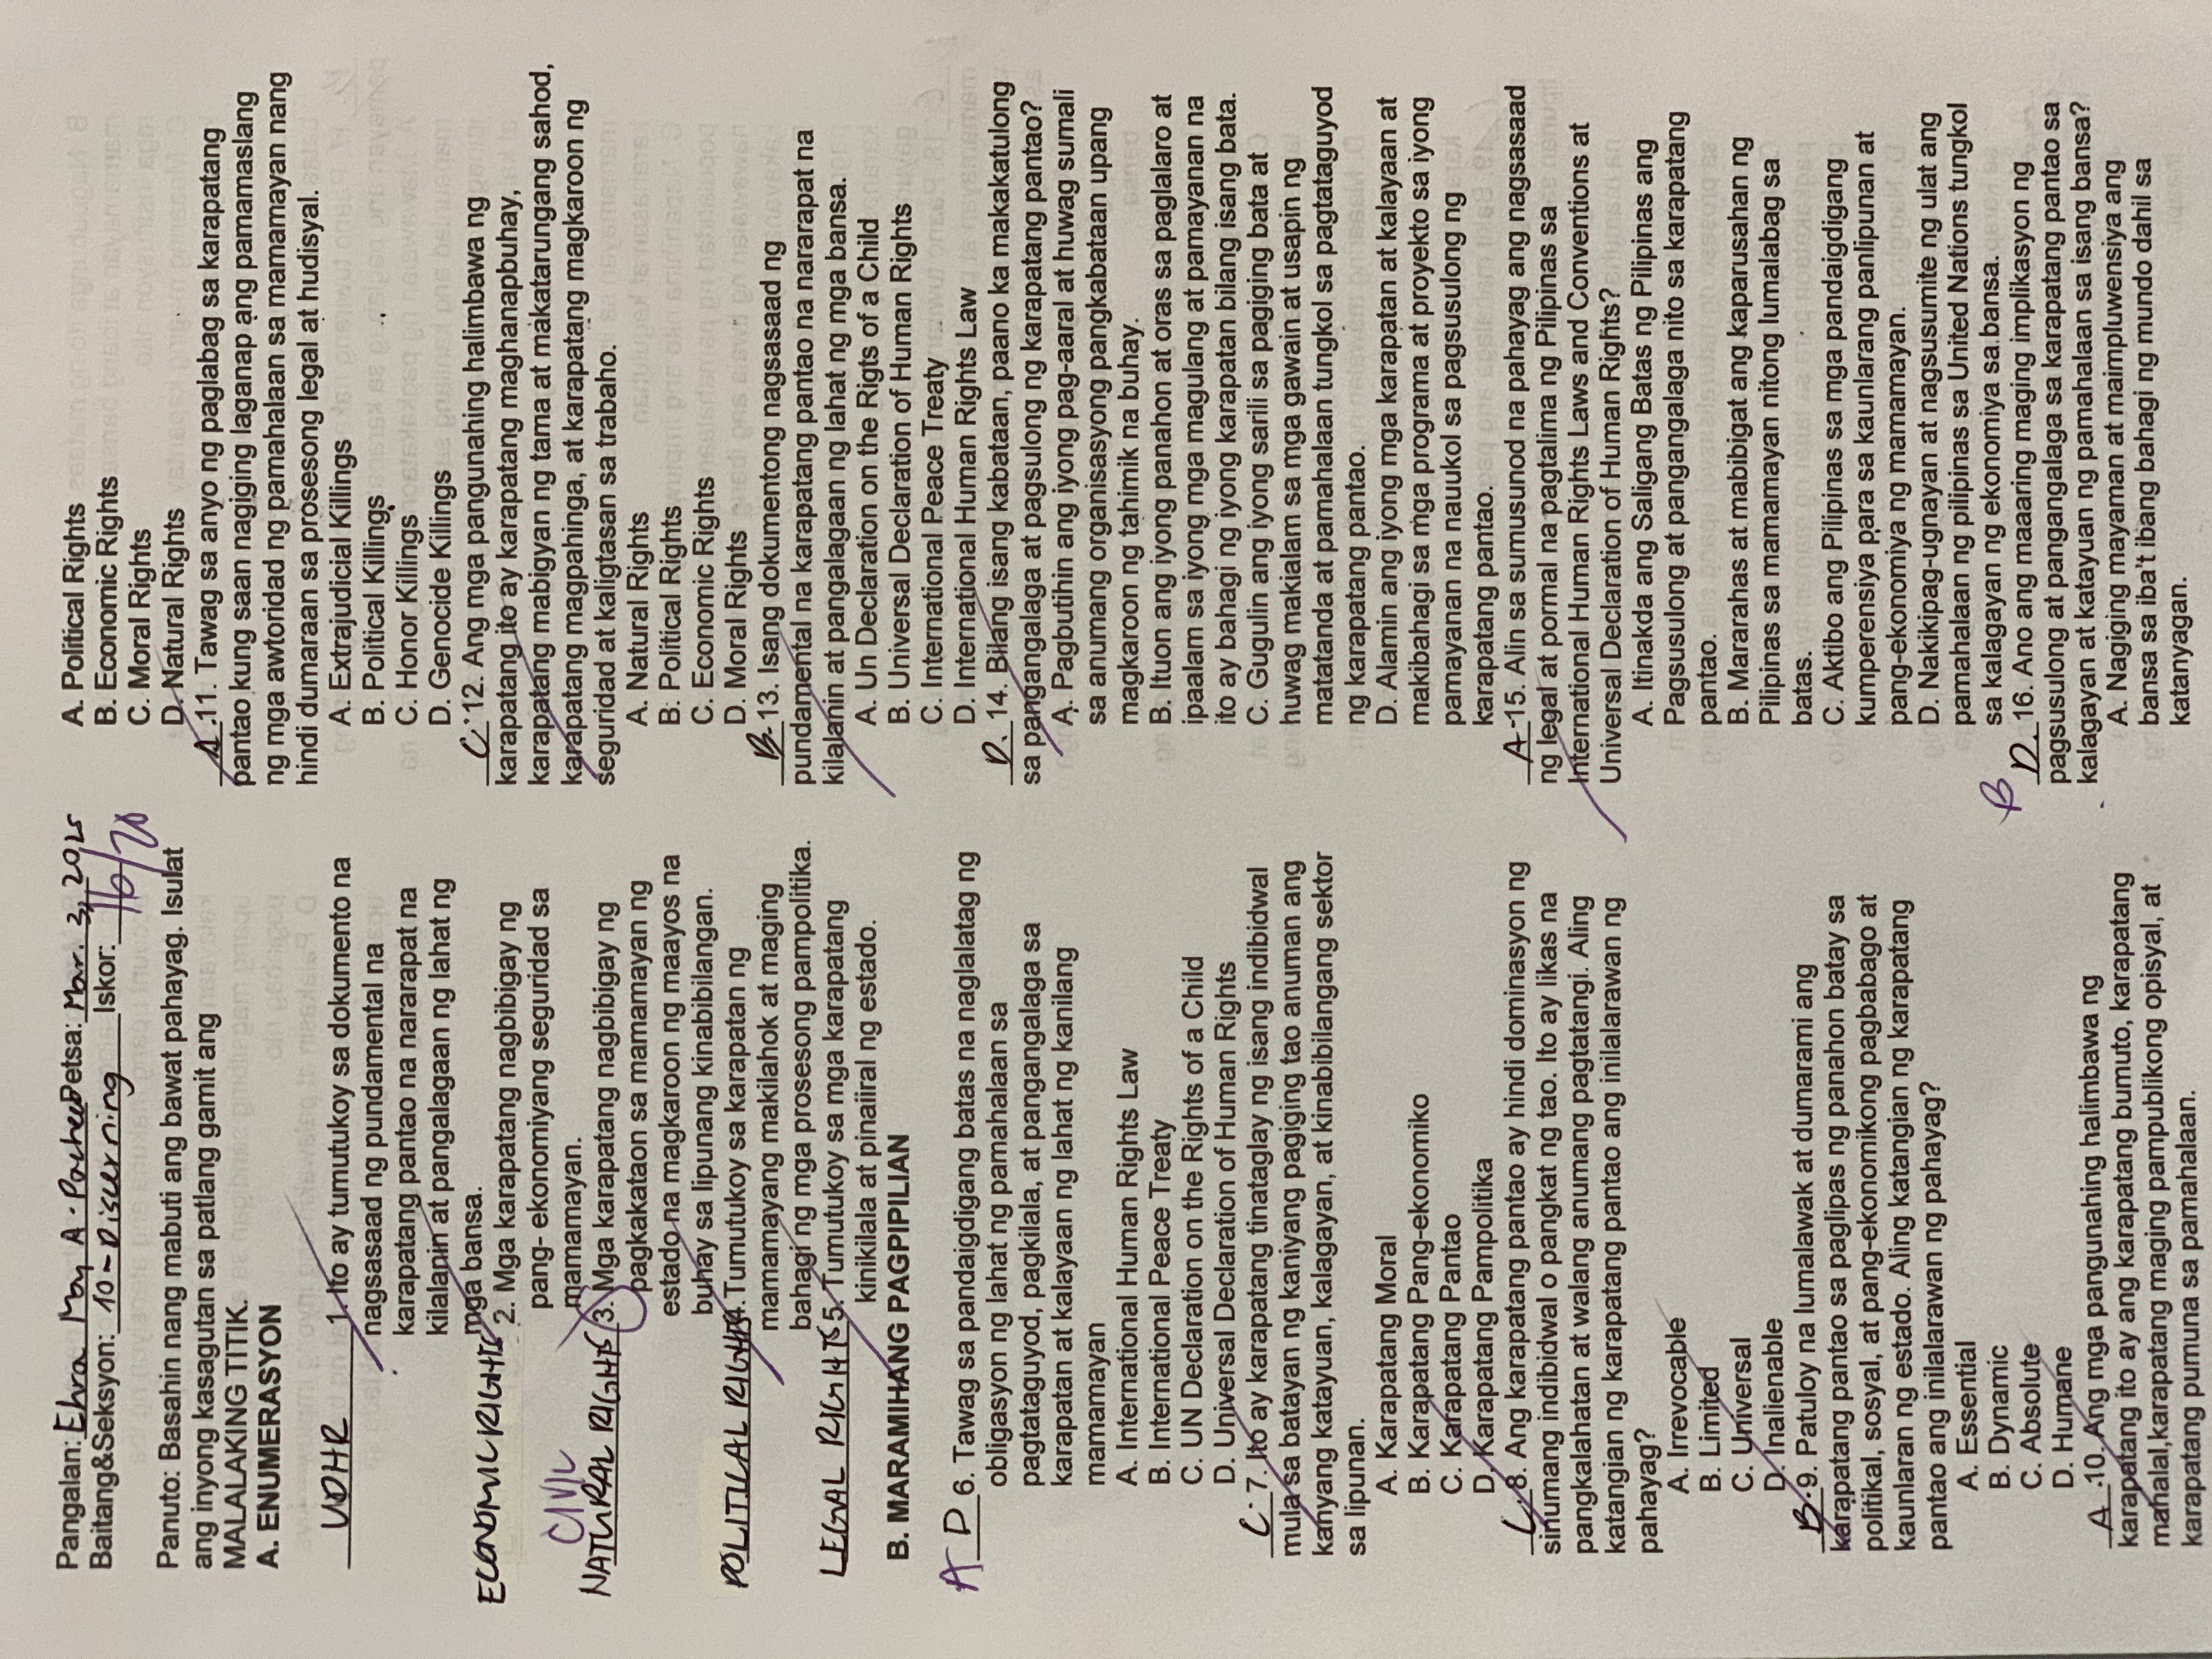 Pangalan: Ehra May A. Pacheco Petsa: Mar. 3, 2025
Baitang&Seksyon: 10 - Discerning Iskor: 16/20
Panuto: Basahin nang mabuti ang bawat pahayag. Isulat
ang inyong kasagutan sa patlang gamit ang
MALALAKING TITIK.
A. ENUMERASYON
UDHR 1. Ito ay tumutukoy sa dokumento na
nagsasaad ng pundamental na
karapatang pantao na nararapat na
kilalanin at pangalagaan ng lahat ng
mga bansa.
ECONOMIC RIGHTS 2. Mga karapatang nagbibigay ng
pang- ekonomiyang seguridad sa
mamamayan.
CIVIL
NATURAL RIGHTS 3. Mga karapatang nagbibigay ng
pagkakataon sa mamamayan ng
estado na magkaroon ng maayos na
buhay sa lipunang kinabibilangan.
POLITICAL RIGHTS 4. Tumutukoy sa karapatan ng
mamamayang makilahok at maging
bahagi ng mga prosesong pampolitika.
LEGAL RIGHTS 5. Tumutukoy sa mga karapatang
kinikilala at pinaiiral ng estado.
B. MARAMIHANG PAGPIPILIAN
A D 6. Tawag sa pandaigdigang batas na naglalatag ng
obligasyon ng lahat ng pamahalaan sa
pagtataguyod, pagkilala, at pangangalaga sa
karapatan at kalayaan ng lahat ng kanilang
mamamayan
A. International Human Rights Law
B. International Peace Treaty
C. UN Declaration on the Rights of a Child
D. Universal Declaration of Human Rights
C. 7. Ito ay karapatang tinataglay ng isang indibidwal
mula sa batayan ng kaniyang pagiging tao anuman ang
kanyang katayuan, kalagayan, at kinabibilangang sektor
sa lipunan.
A. Karapatang Moral
B. Karapatang Pang-ekonomiko
C. Karapatang Pantao
D. Karapatang Pampolitika
C. 8. Ang karapatang pantao ay hindi dominasyon ng
sinumang indibidwal o pangkat ng tao. Ito ay likas na
pangkalahatan at walang anumang pagtatangi. Aling
katangian ng karapatang pantao ang inilalarawan ng
pahayag?
A. Irrevocable
B. Limited
C. Universal
D. Inalienable
B. 9. Patuloy na lumalawak at dumarami ang
karapatang pantao sa paglipas ng panahon batay sa
politikal, sosyal, at pang-ekonomikong pagbabago at
kaunlaran ng estado. Aling katangian ng karapatang
pantao ang inilalarawan ng pahayag?
A. Essential
B. Dynamic
C. Absolute
D. Humane
A. 10. Ang mga pangunahing halimbawa ng
karapatang ito ay ang karapatang bumuto, karapatang
mahalal,karapatang maging pampublikong opisyal, at
karapatang pumuna sa pamahalaan.
A. Political Rights
B. Economic Rights
C. Moral Rights
D. Natural Rights
A. 11. Tawag sa anyo ng paglabag sa karapatang
pantao kung saan nagiging laganap ang pamamaslang
ng mga awtoridad ng pamahalaan sa mamamayan nang
hindi dumaraan sa prosesong legal at hudisyal.
A. Extrajudicial Killings
B. Political Killings
C. Honor Killings
D. Genocide Killings
C. 12. Ang mga pangunahing halimbawa ng
karapatang ito ay karapatang maghanapbuhay,
karapatang mabigyan ng tama at makatarungang sahod,
karapatang magpahinga, at karapatang magkaroon ng
seguridad at kaligtasan sa trabaho.
A. Natural Rights
B. Political Rights
C. Economic Rights
D. Moral Rights
B. 13. Isang dokumentong nagsasaad ng
pundamental na karapatang pantao na nararapat na
kilalanin at pangalagaan ng lahat ng mga bansa.
A. Un Declaration on the Rigts of a Child
B. Universal Declaration of Human Rights
C. International Peace Treaty
D. International Human Rights Law
D. 14. Bilang isang kabataan, paano ka makakatulong
sa pangangalaga at pagsulong ng karapatang pantao?
A. Pagbutihin ang iyong pag-aaral at huwag sumali
sa anumang organisasyong pangkabataan upang
magkaroon ng tahimik na buhay.
B. Ituon ang iyong panahon at oras sa paglalaro at
ipaalam sa iyong mga magulang at pamayanan na
ito ay bahagi ng iyong karapatan bilang isang bata.
C. Gugulin ang iyong sarili sa pagiging bata at
huwag makialam sa mga gawain at usapin ng
matatanda at pamahalaan tungkol sa pagtataguyod
ng karapatang pantao.
D. Alamin ang iyong mga karapatan at kalayaan at
makibahagi sa mga programa at proyekto sa iyong
pamayanan na nauukol sa pagsusulong ng
karapatang pantao.
A. 15. Alin sa sumusunod na pahayag ang nagsasaad
ng legal at pormal na pagtalima ng Pilipinas sa
International Human Rights Laws and Conventions at
Universal Declaration of Human Rights?
A. Itinakda ang Saligang Batas ng Pilipinas ang
Pagsusulong at pangangalaga nito sa karapatang
pantao.
B. Mararahas at mabibigat ang kaparusahan ng
Pilipinas sa mamamayan nitong lumalabag sa
batas.
C. Aktibo ang Pilipinas sa mga pandaigdigang
kumperensiya para sa kaunlarang panlipunan at
pang-ekonomiya ng mamamayan.
D. Nakikipag-ugnayan at nagsusumite ng ulat ang
pamahalaan ng pilipinas sa United Nations tungkol
sa kalagayan ng ekonomiya sa bansa.
B D. 16. Ano ang maaaring maging implikasyon ng
pagsusulong at pangangalaga sa karapatang pantao sa
kalagayan at katayuan ng pamahalaan sa isang bansa?
A. Nagiging mayaman at maimpluwensiya ang
bansa sa iba't ibang bahagi ng mundo dahil sa
katanyagan.